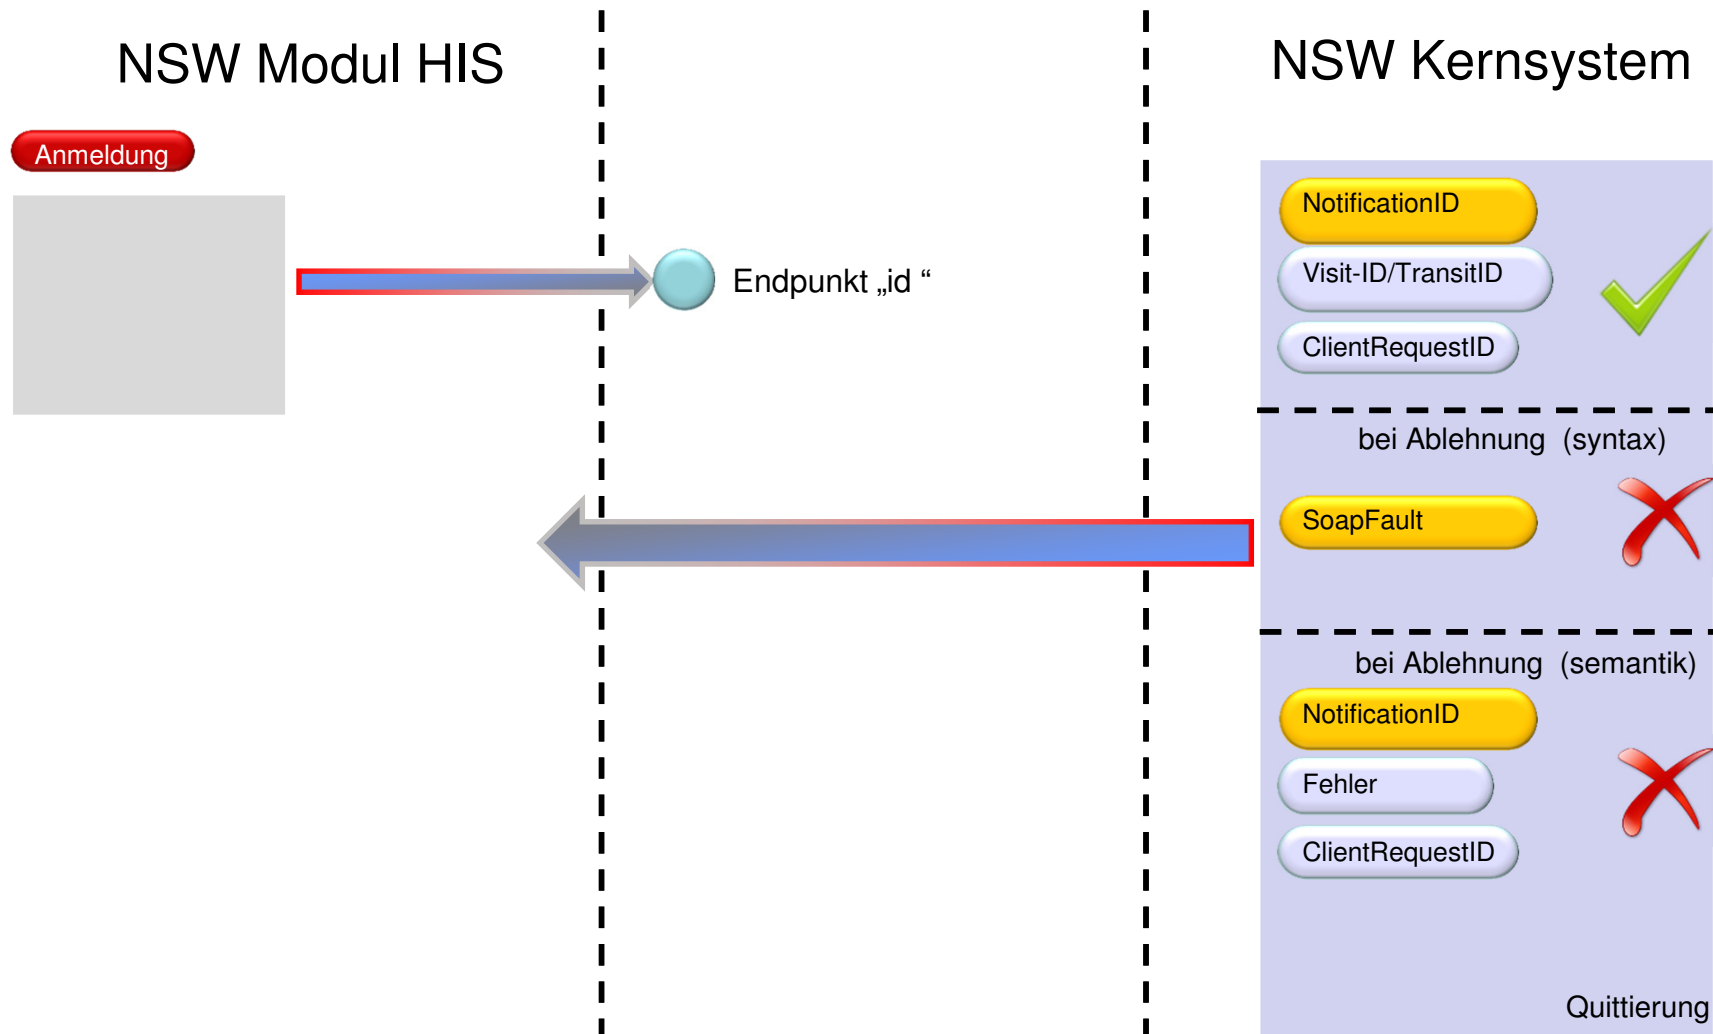 NSW Modul HIS
NSW Kernsystem
Anmeldung
Endpunkt „id “
NotificationID
Visit-ID/TransitID
ClientRequestID
bei Ablehnung (syntax)
SoapFault
bei Ablehnung (semantik)
NotificationID
Fehler
ClientRequestID
Quittierung